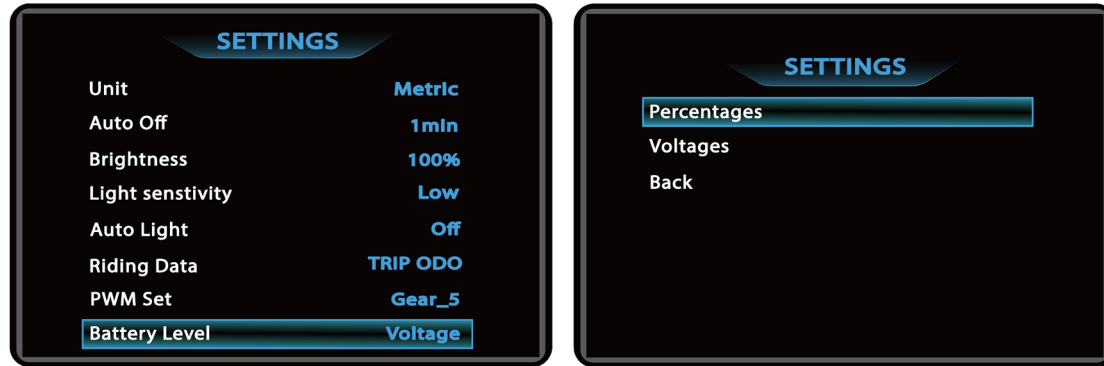 SETTINGS
Unit Metric
Auto Off 1min
Brightness 100%
Light senstivity Low
Auto Light Off
Riding Data TRIP ODO
PWM Set Gear_5
Battery Level Voltage
SETTINGS
Percentages
Voltages
Back